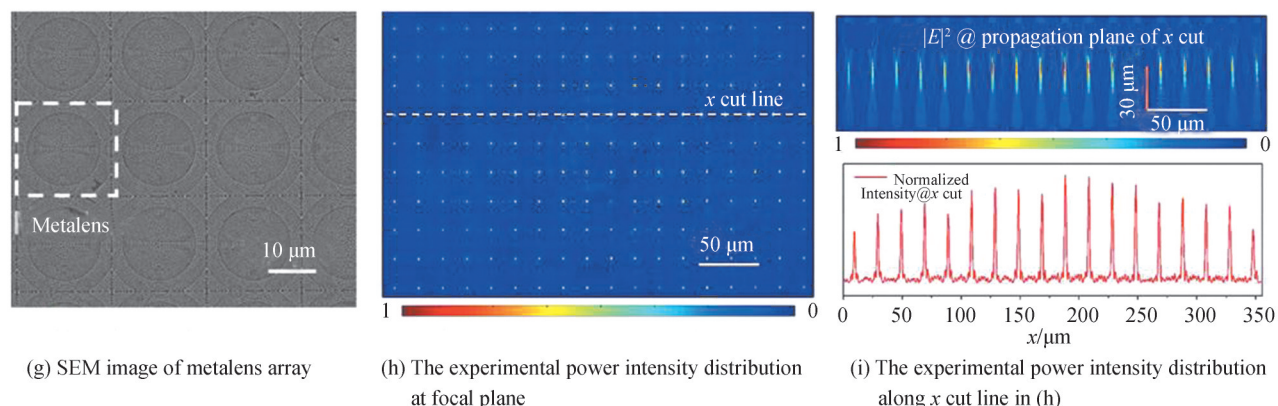 Metalens
10 μm
x cut line
50 μm
1
0
|E|² @ propagation plane of x cut
30 μm
50 μm
1
0
Normalized
Intensity@x cut
0
50
100
150
200
250
300
350
x/μm
(g) SEM image of metalens array
(h) The experimental power intensity distribution
at focal plane
(i) The experimental power intensity distribution
along x cut line in (h)